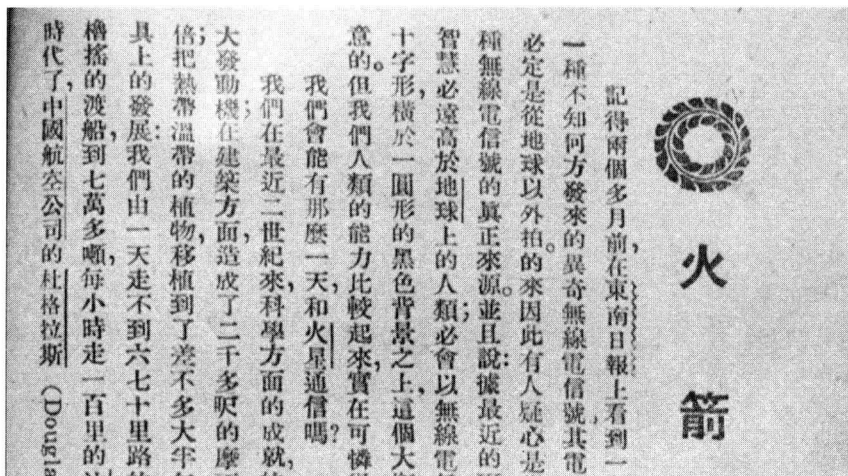 火箭
記得兩個多月前，在東南日報上看到一
一種不知何方發來的異奇無線電信號，其電
必定是從地球以外拍的來。因此有人疑心是
種無線電信號的眞正來源。並且說：據最近的
智慧必遠高於地球上的人類；必會以無線電
十字形，橫於一圓形的黑色背景之上，這個大
意的。但我們人類的能力比較起來，實在可憐
我們會能有那麼一天，和火星通信嗎？
我們在最近二世紀來，科學方面的成就，
大發動機；在建築方面，造成了二千多呎的摩
倍；把熱帶溫帶的植物，移植到了差不多大半
具上的發展：我們由一天走不到六七十里路
櫓搖的渡船，到七萬多噸，每小時走一百里的
時代了，中國航空公司的杜格拉斯 (Dougla